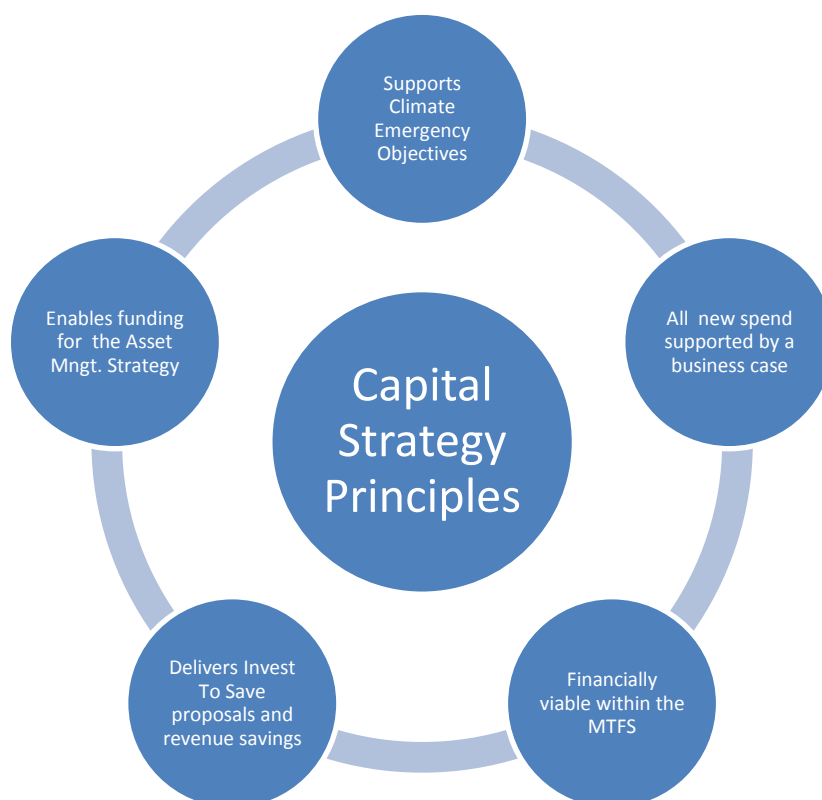 Supports
Climate
Emergency
Objectives
Enables funding
for the Asset
Mngt. Strategy
All new spend
supported by a
business case
Capital
Strategy
Principles
Delivers Invest
To Save
proposals and
revenue savings
Financially
viable within the
MTFS